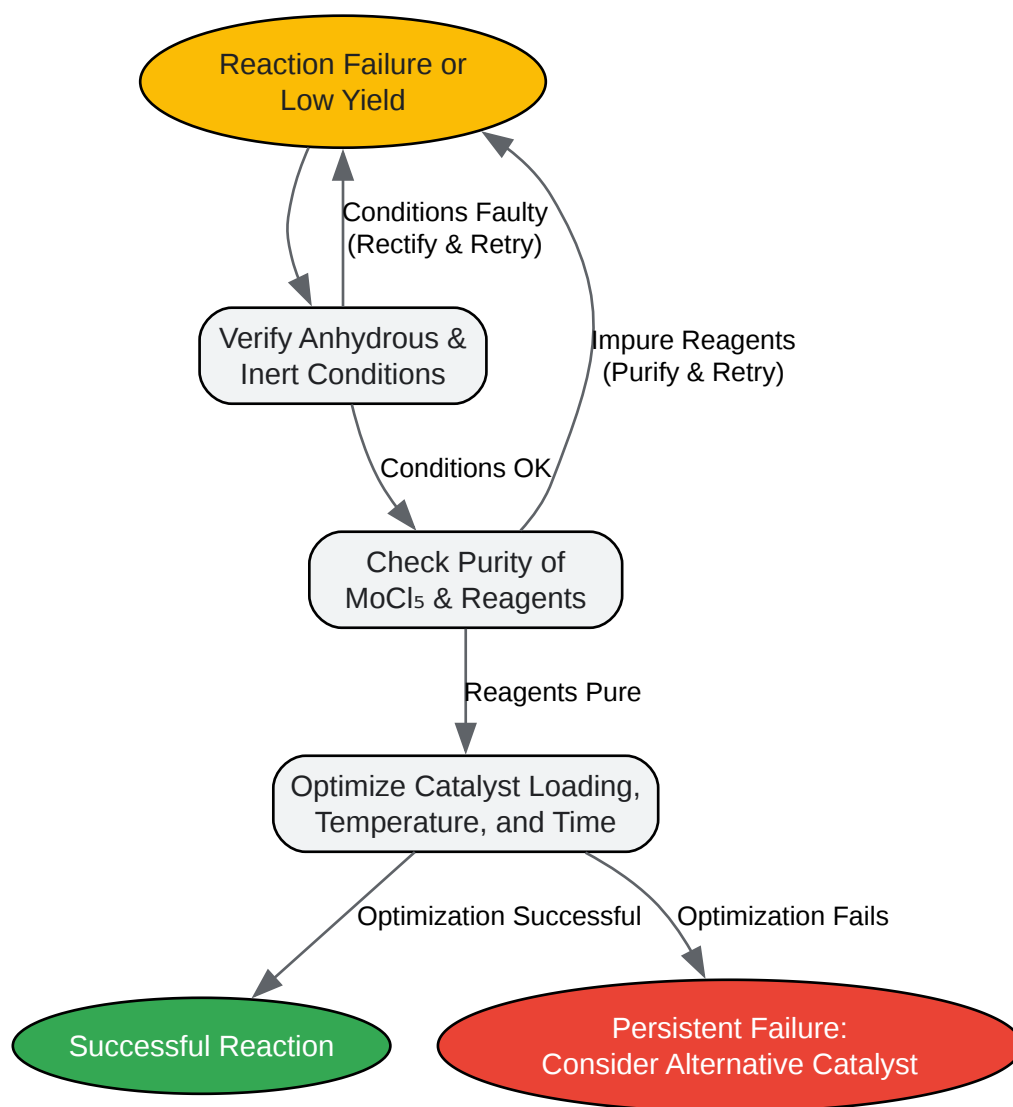 Reaction Failure or
Low Yield
Conditions Faulty
(Rectify & Retry)
Verify Anhydrous &
Inert Conditions
Impure Reagents
(Purify & Retry)
Conditions OK
Check Purity of
MoCl₅ & Reagents
Reagents Pure
Optimize Catalyst Loading,
Temperature, and Time
Optimization Successful
Optimization Fails
Successful Reaction
Persistent Failure:
Consider Alternative Catalyst